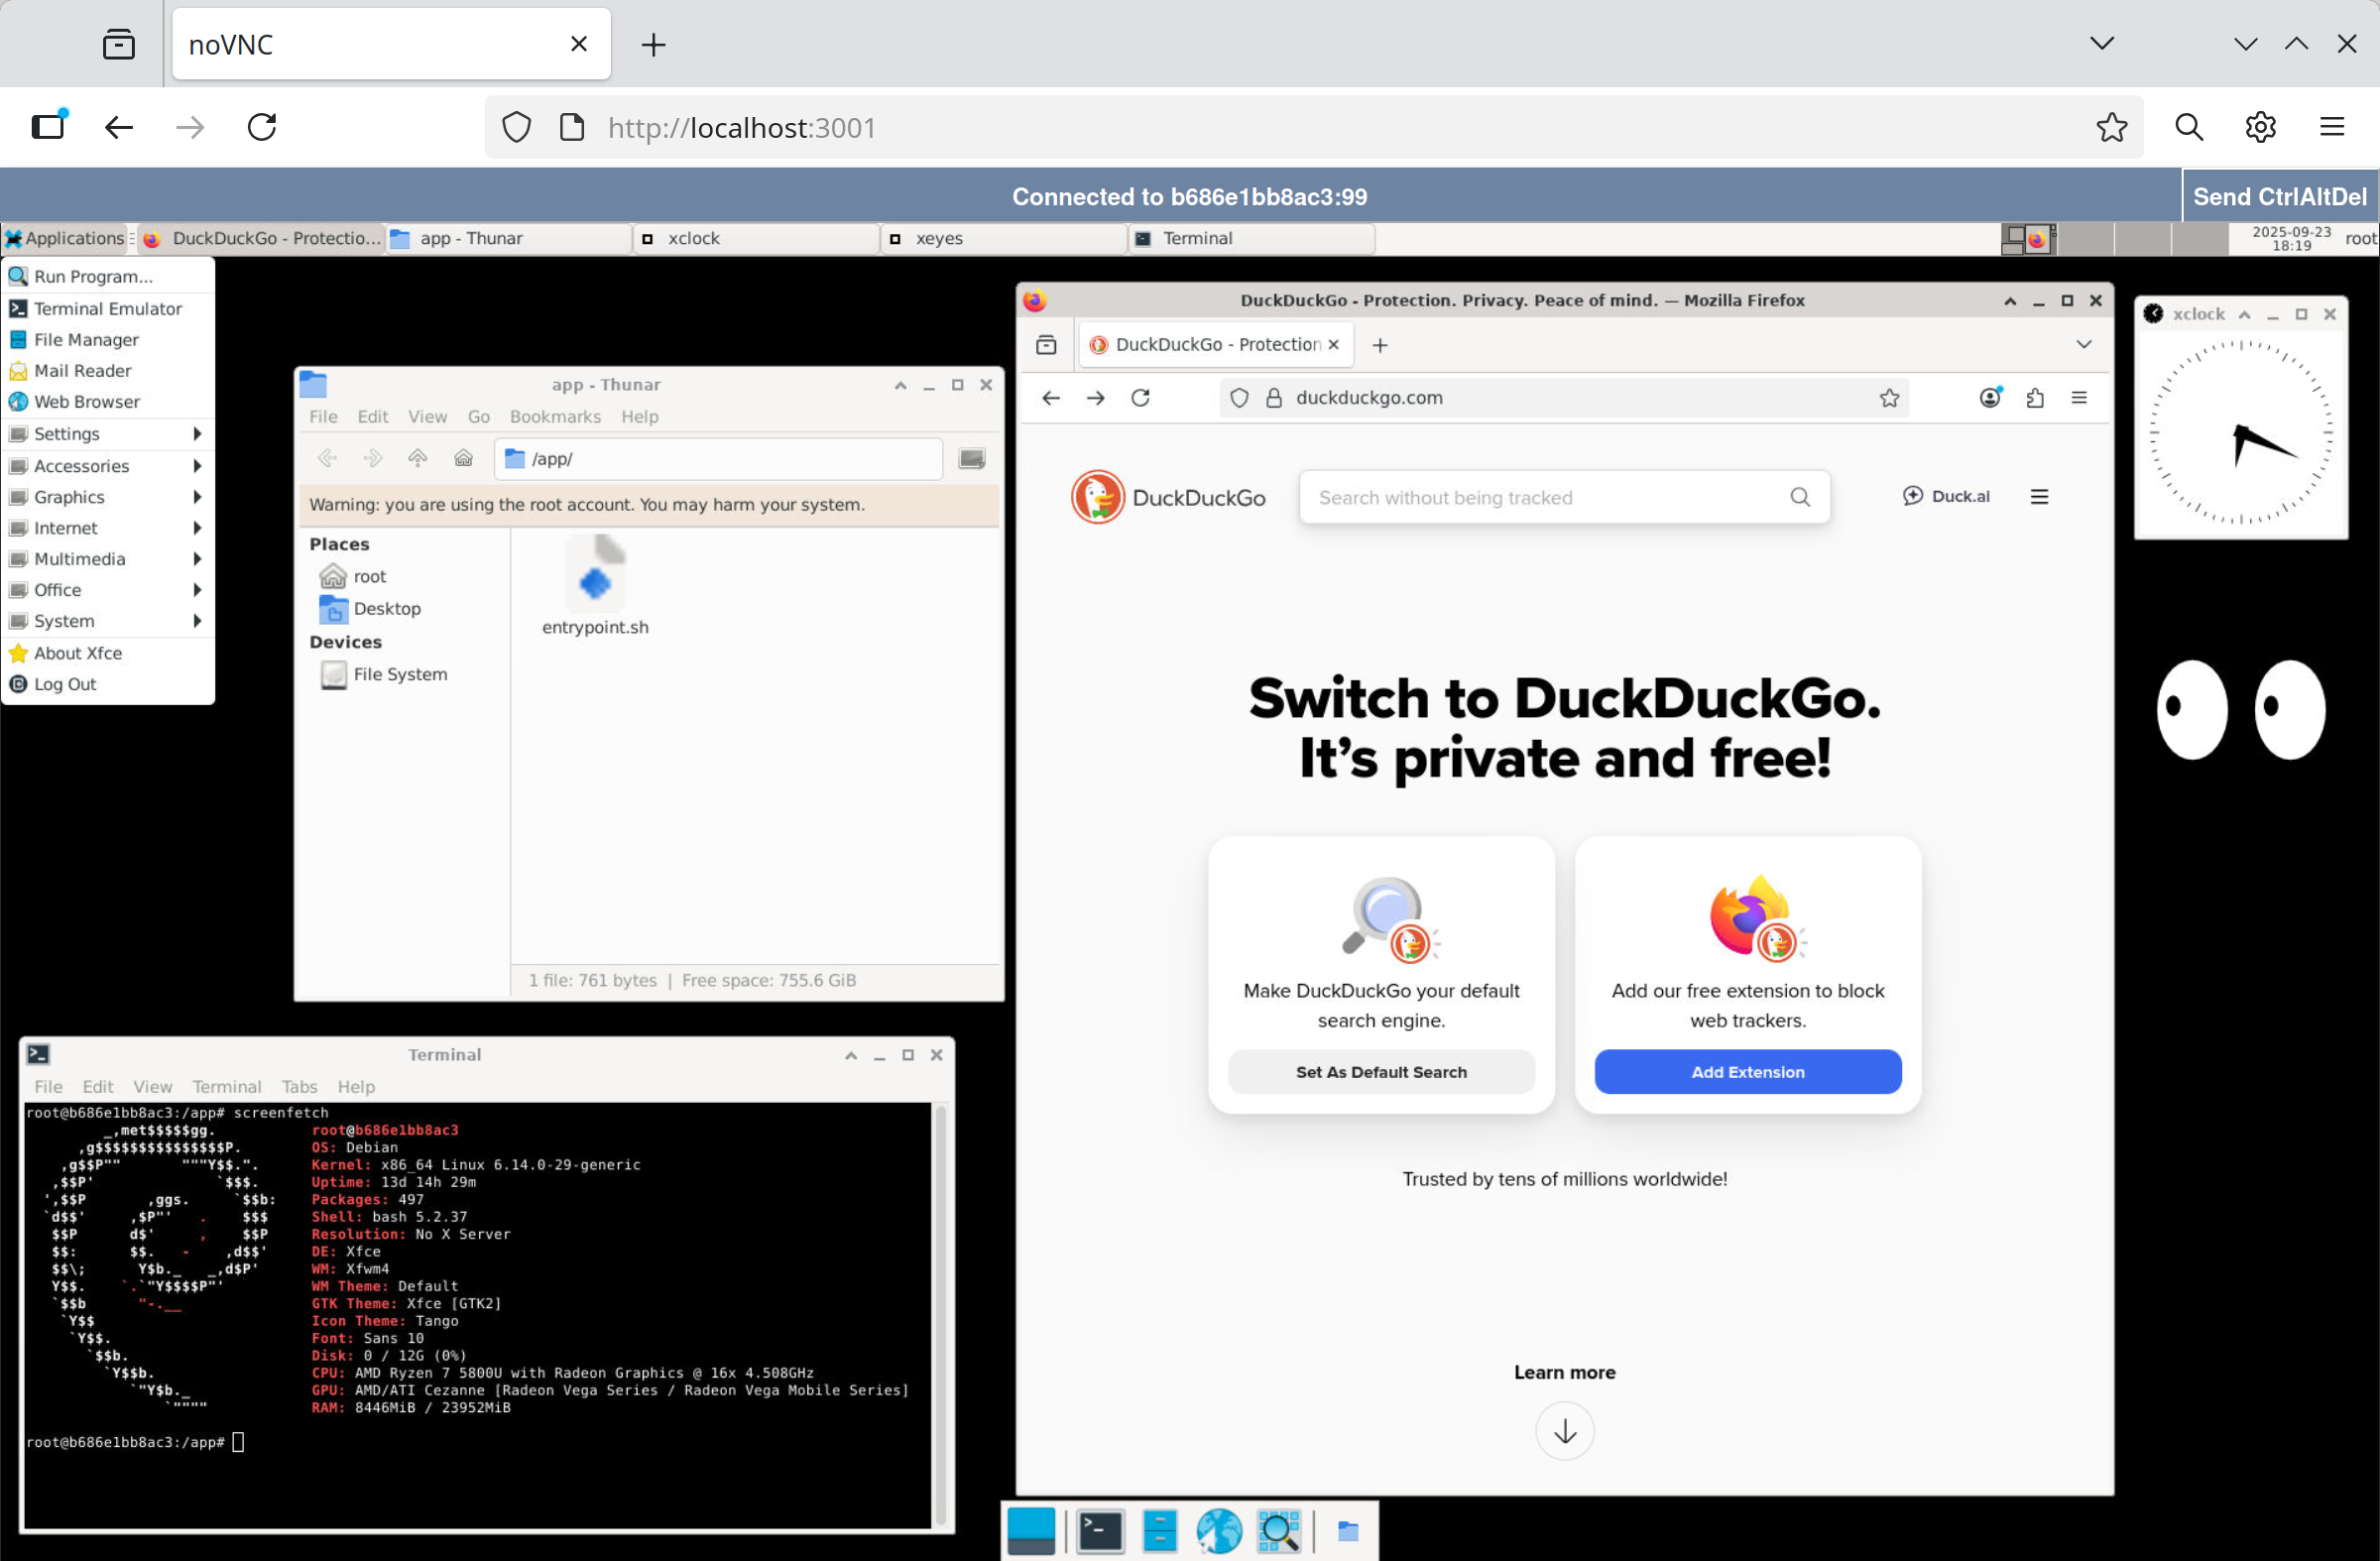 noVNC
http://localhost:3001
Connected to b686e1bb8ac3:99
Send CtrlAltDel
Applications
DuckDuckGo - Protectio...
app - Thunar
xclock
xeyes
Terminal
2025-09-23
18:19
root
Run Program...
Terminal Emulator
File Manager
Mail Reader
Web Browser
Settings
Accessories
Graphics
Internet
Multimedia
Office
System
About Xfce
Log Out
app - Thunar
File Edit View Go Bookmarks Help
/app/
Warning: you are using the root account. You may harm your system.
Places
root
Desktop
Devices
File System
entrypoint.sh
1 file: 761 bytes | Free space: 755.6 GiB
DuckDuckGo - Protection. Privacy. Peace of mind. — Mozilla Firefox
DuckDuckGo - Protection
duckduckgo.com
DuckDuckGo
Search without being tracked
Duck.ai
Switch to DuckDuckGo.
It's private and free!
Make DuckDuckGo your default
search engine.
Set As Default Search
Add our free extension to block
web trackers.
Add Extension
Trusted by tens of millions worldwide!
Learn more
xclock
Terminal
File Edit View Terminal Tabs Help
root@b686e1bb8ac3:/app# screenfetch
_,met$$$$$gg. root@b686e1bb8ac3
,g$$$$$$$$$$$$$$$P. OS: Debian
,g$$P"" """Y$$.". Kernel: x86_64 Linux 6.14.0-29-generic
,$$P' `$$$. Uptime: 13d 14h 29m
',$$P ,ggs. `$$b: Packages: 497
`d$$' ,$P"' . $$$ Shell: bash 5.2.37
$$P d$' , $$P Resolution: No X Server
$$: $$. - ,d$$' DE: Xfce
$$\; Y$b._ _,d$P' WM: Xfwm4
Y$$. `.`"Y$$$$P"' WM Theme: Default
`$$b "-.__ GTK Theme: Xfce [GTK2]
`Y$$ Icon Theme: Tango
`Y$$. Font: Sans 10
`$$b. Disk: 0 / 12G (0%)
`Y$$b. CPU: AMD Ryzen 7 5800U with Radeon Graphics @ 16x 4.508GHz
`"Y$b._ GPU: AMD/ATI Cezanne [Radeon Vega Series / Radeon Vega Mobile Series]
`"""" RAM: 8446MiB / 23952MiB
root@b686e1bb8ac3:/app#